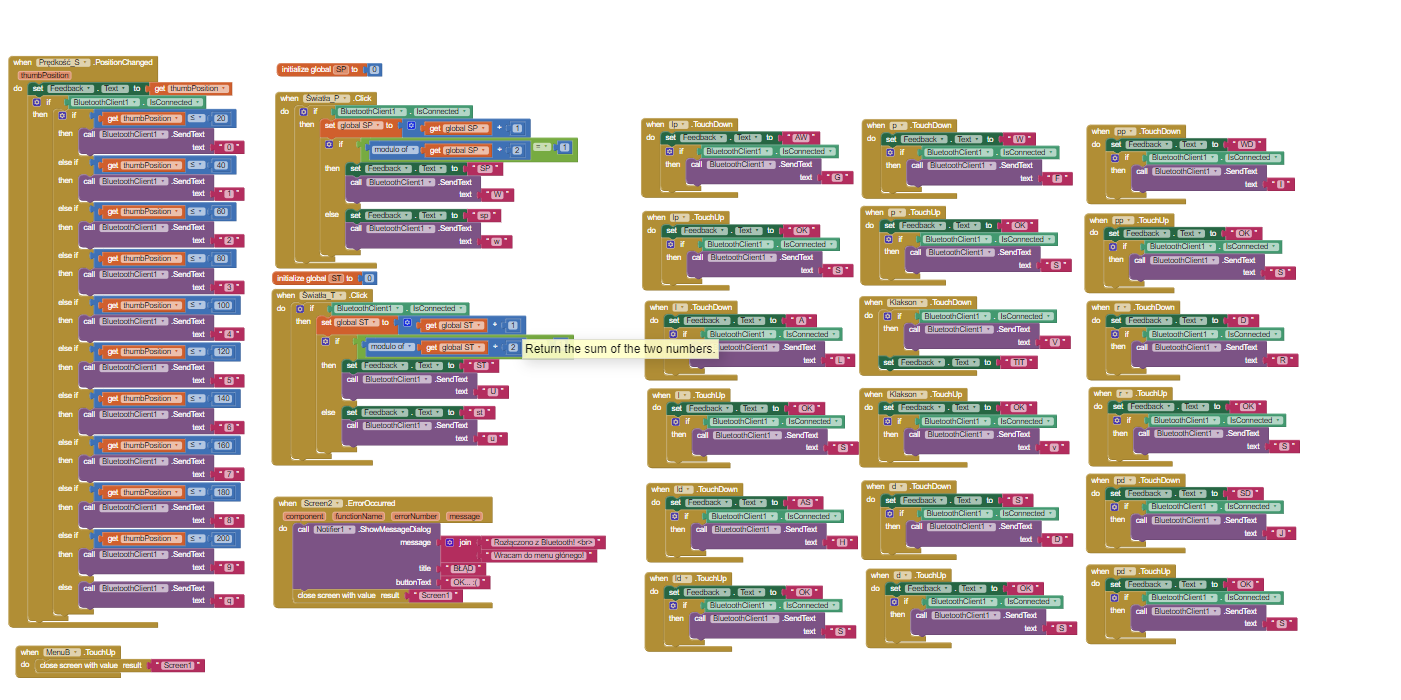 when Prędkość_S .PositionChanged
thumbPosition
do set Feedback . Text to get thumbPosition
if BluetoothClient1 . IsConnected
then if get thumbPosition ≤ 20
then call BluetoothClient1 .SendText
text " 0 "
else if get thumbPosition ≤ 40
then call BluetoothClient1 .SendText
text " 1 "
else if get thumbPosition ≤ 60
then call BluetoothClient1 .SendText
text " 2 "
else if get thumbPosition ≤ 80
then call BluetoothClient1 .SendText
text " 3 "
else if get thumbPosition ≤ 100
then call BluetoothClient1 .SendText
text " 4 "
else if get thumbPosition ≤ 120
then call BluetoothClient1 .SendText
text " 5 "
else if get thumbPosition ≤ 140
then call BluetoothClient1 .SendText
text " 6 "
else if get thumbPosition ≤ 160
then call BluetoothClient1 .SendText
text " 7 "
else if get thumbPosition ≤ 180
then call BluetoothClient1 .SendText
text " 8 "
else if get thumbPosition ≤ 200
then call BluetoothClient1 .SendText
text " 9 "
else call BluetoothClient1 .SendText
text " q "
when MenuB .TouchUp
do close screen with value result " Screen1 "
initialize global SP to 0
when Światła_P .Click
do if BluetoothClient1 . IsConnected
then set global SP to get global SP + 1
if modulo of get global SP ÷ 2 = 1
then set Feedback . Text to " SP "
call BluetoothClient1 .SendText
text " W "
else set Feedback . Text to " sp "
call BluetoothClient1 .SendText
text " w "
initialize global ST to 0
when Światła_T .Click
do if BluetoothClient1 . IsConnected
then set global ST to get global ST + 1
if modulo of get global ST ÷ 2
Return the sum of the two numbers.
then set Feedback . Text to " ST "
call BluetoothClient1 .SendText
text " U "
else set Feedback . Text to " st "
call BluetoothClient1 .SendText
text " u "
when Screen2 .ErrorOccurred
component functionName errorNumber message
do call Notifier1 .ShowMessageDialog
message join " Rozłączono z Bluetooth! <br> "
" Wracam do menu głónego! "
title " BŁĄD "
buttonText " OK... :( "
close screen with value result " Screen1 "
when lp .TouchDown
do set Feedback . Text to " AW "
if BluetoothClient1 . IsConnected
then call BluetoothClient1 .SendText
text " G "
when lp .TouchUp
do set Feedback . Text to " OK "
if BluetoothClient1 . IsConnected
then call BluetoothClient1 .SendText
text " S "
when l .TouchDown
do set Feedback . Text to " A "
if BluetoothClient1 . IsConnected
BluetoothClient1 .SendText
text " L "
when l .TouchUp
do set Feedback . Text to " OK "
if BluetoothClient1 . IsConnected
then call BluetoothClient1 .SendText
text " S "
when ld .TouchDown
do set Feedback . Text to " AS "
if BluetoothClient1 . IsConnected
then call BluetoothClient1 .SendText
text " H "
when ld .TouchUp
do set Feedback . Text to " OK "
if BluetoothClient1 . IsConnected
then call BluetoothClient1 .SendText
text " S "
when p .TouchDown
do set Feedback . Text to " W "
if BluetoothClient1 . IsConnected
then call BluetoothClient1 .SendText
text " F "
when p .TouchUp
do set Feedback . Text to " OK "
if BluetoothClient1 . IsConnected
then call BluetoothClient1 .SendText
text " S "
when Klakson .TouchDown
do if BluetoothClient1 . IsConnected
then call BluetoothClient1 .SendText
text " V "
set Feedback . Text to " TiT "
when Klakson .TouchUp
do set Feedback . Text to " OK "
if BluetoothClient1 . IsConnected
then call BluetoothClient1 .SendText
text " v "
when d .TouchDown
do set Feedback . Text to " S "
if BluetoothClient1 . IsConnected
then call BluetoothClient1 .SendText
text " D "
when d .TouchUp
do set Feedback . Text to " OK "
if BluetoothClient1 . IsConnected
then call BluetoothClient1 .SendText
text " S "
when pp .TouchDown
do set Feedback . Text to " WD "
if BluetoothClient1 . IsConnected
then call BluetoothClient1 .SendText
text " I "
when pp .TouchUp
do set Feedback . Text to " OK "
if BluetoothClient1 . IsConnected
then call BluetoothClient1 .SendText
text " S "
when r .TouchDown
do set Feedback . Text to " D "
if BluetoothClient1 . IsConnected
then call BluetoothClient1 .SendText
text " R "
when r .TouchUp
do set Feedback . Text to " OK "
if BluetoothClient1 . IsConnected
then call BluetoothClient1 .SendText
text " S "
when pd .TouchDown
do set Feedback . Text to " SD "
if BluetoothClient1 . IsConnected
then call BluetoothClient1 .SendText
text " J "
when pd .TouchUp
do set Feedback . Text to " OK "
if BluetoothClient1 . IsConnected
then call BluetoothClient1 .SendText
text " S "